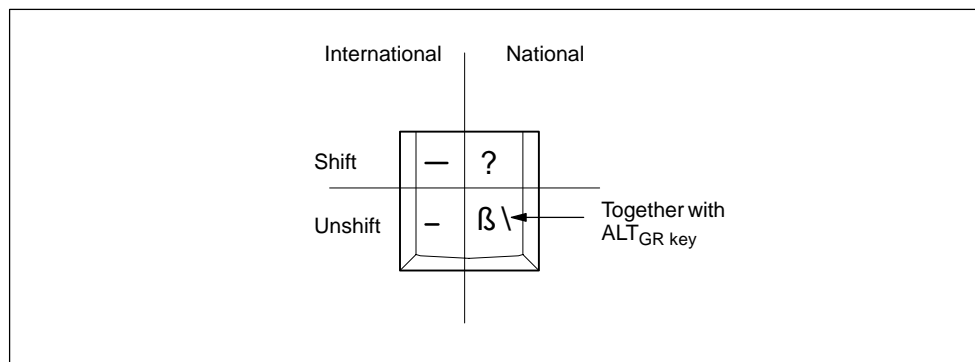 International National
Shift — ?
Unshift – ß \ Together with
ALTGR key